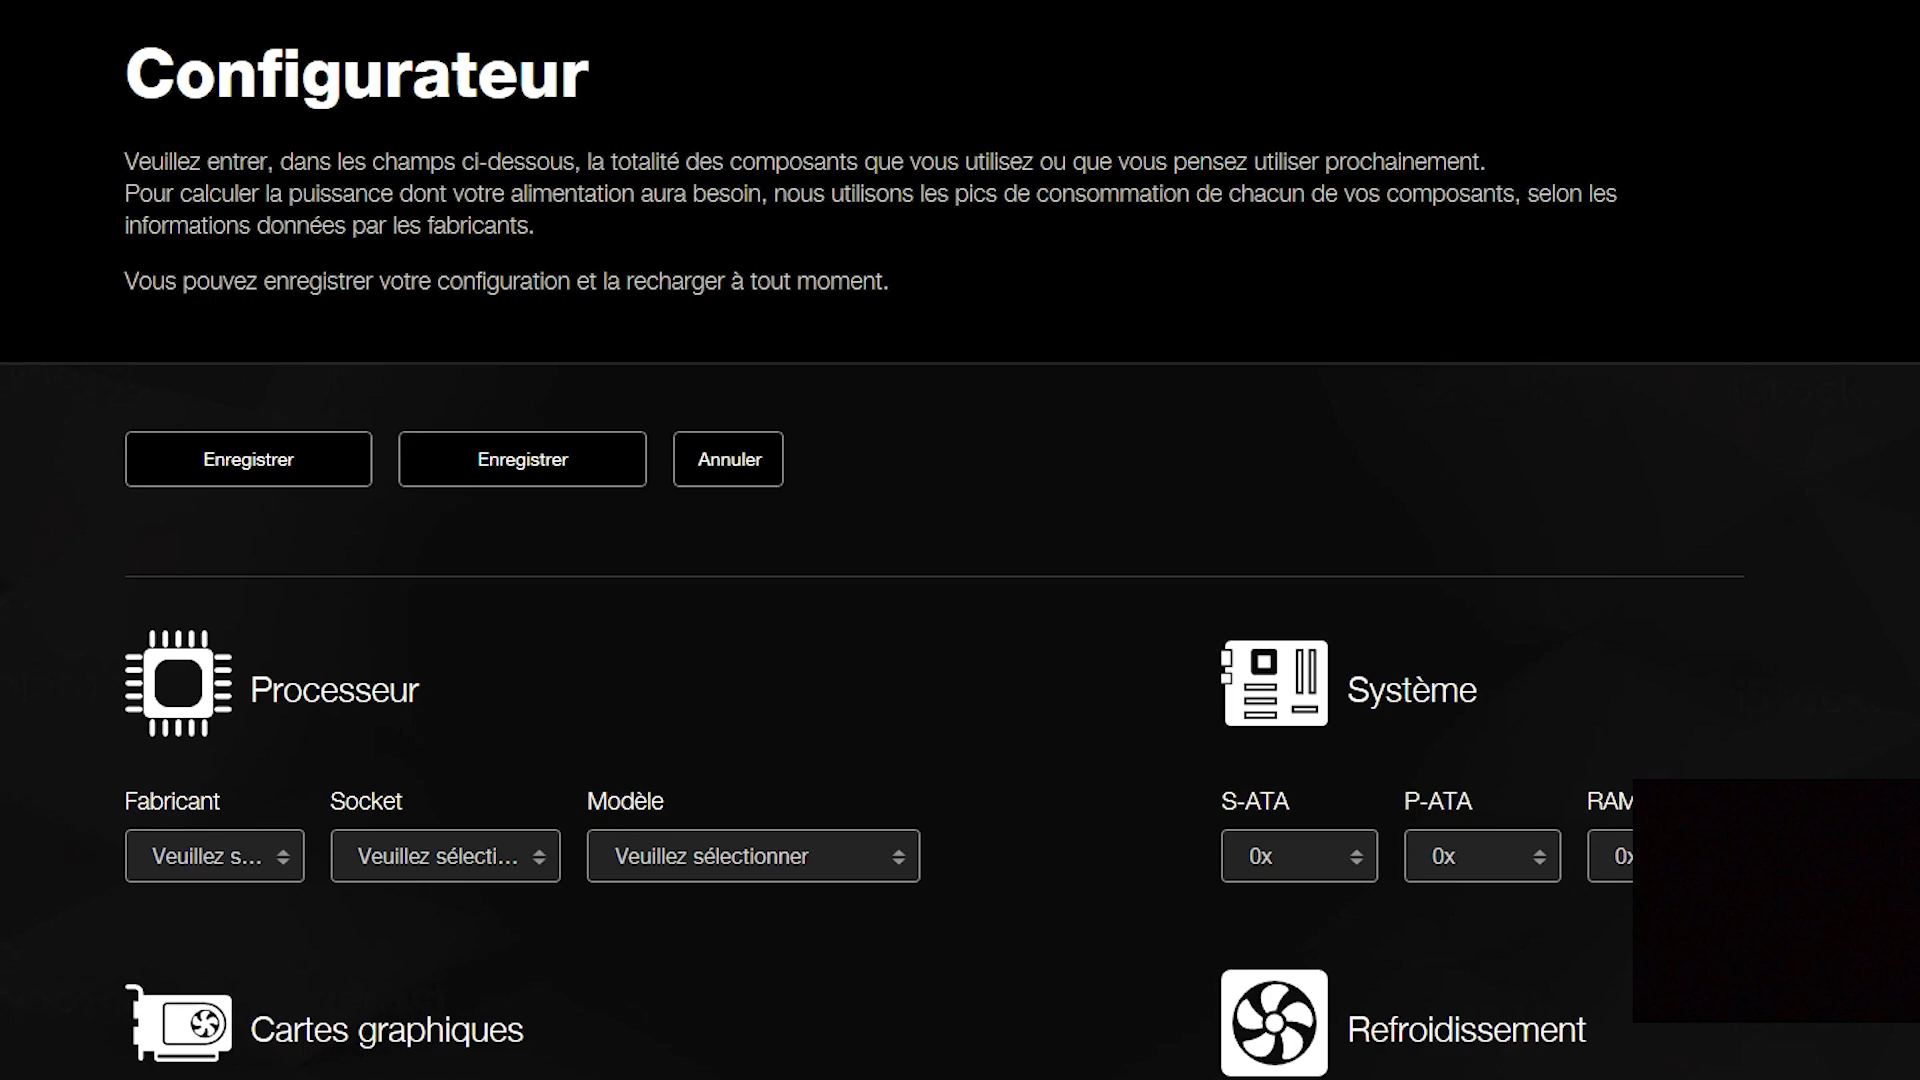 Configurateur
Veuillez entrer, dans les champs ci-dessous, la totalité des composants que vous utilisez ou que vous pensez utiliser prochainement.
Pour calculer la puissance dont votre alimentation aura besoin, nous utilisons les pics de consommation de chacun de vos composants, selon les
informations données par les fabricants.
Vous pouvez enregistrer votre configuration et la recharger à tout moment.
Enregistrer Enregistrer Annuler
Processeur
Système
Fabricant Socket Modèle
S-ATA P-ATA RAM
Veuillez s... Veuillez sélecti... Veuillez sélectionner
0x 0x 0x
Cartes graphiques
Refroidissement